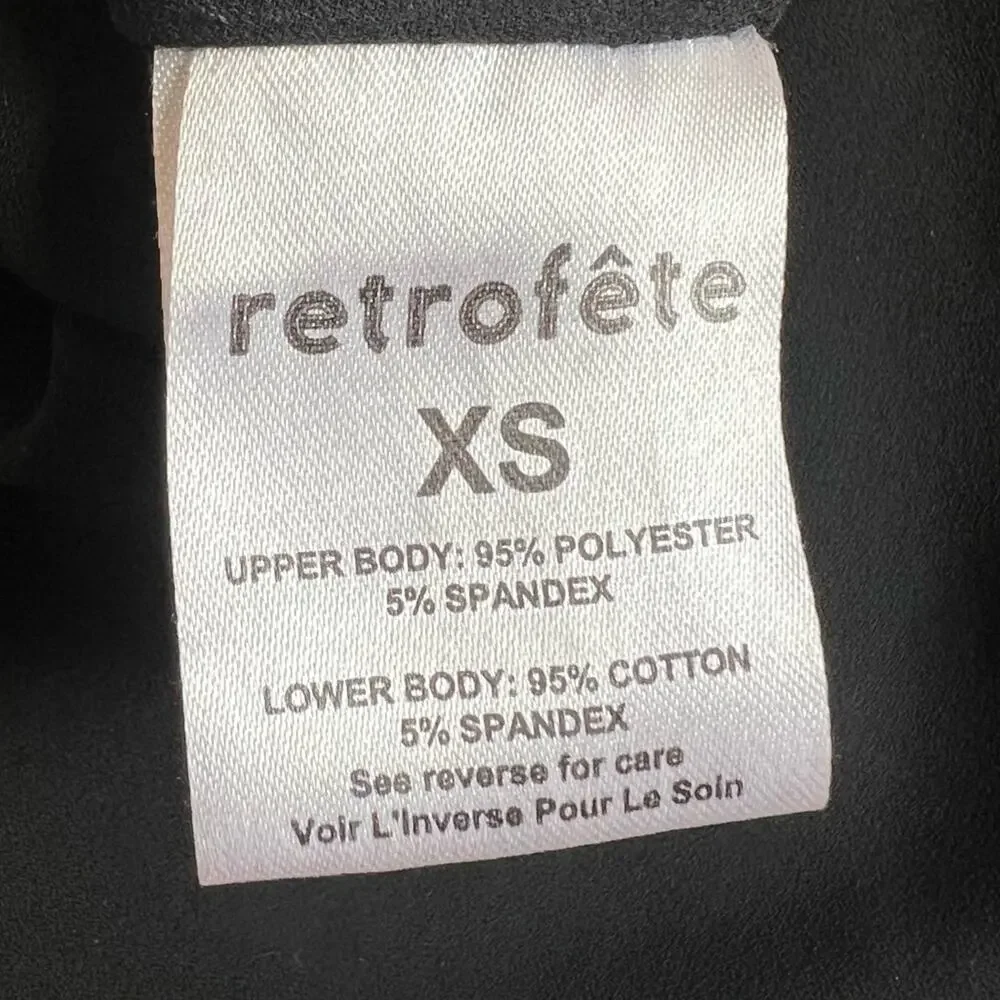 retrofête
XS
UPPER BODY: 95% POLYESTER
5% SPANDEX
LOWER BODY: 95% COTTON
5% SPANDEX
See reverse for care
Voir L'Inverse Pour Le Soin